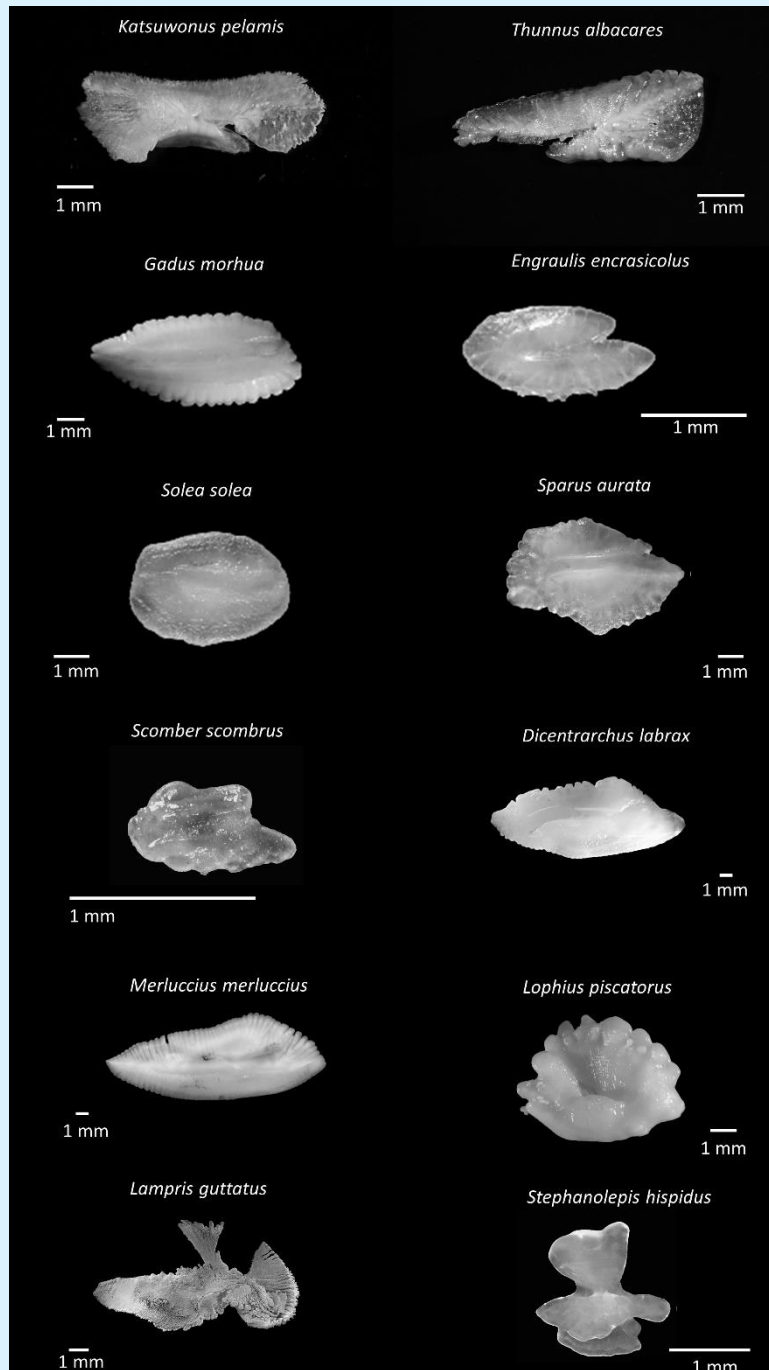 Katsuwonus pelamis
Thunnus albacares
1 mm
1 mm
Gadus morhua
Engraulis encrasicolus
1 mm
1 mm
Solea solea
Sparus aurata
1 mm
1 mm
Scomber scombrus
Dicentrarchus labrax
1 mm
1 mm
Merluccius merluccius
Lophius piscatorus
1 mm
1 mm
Lampris guttatus
Stephanolepis hispidus
1 mm
1 mm